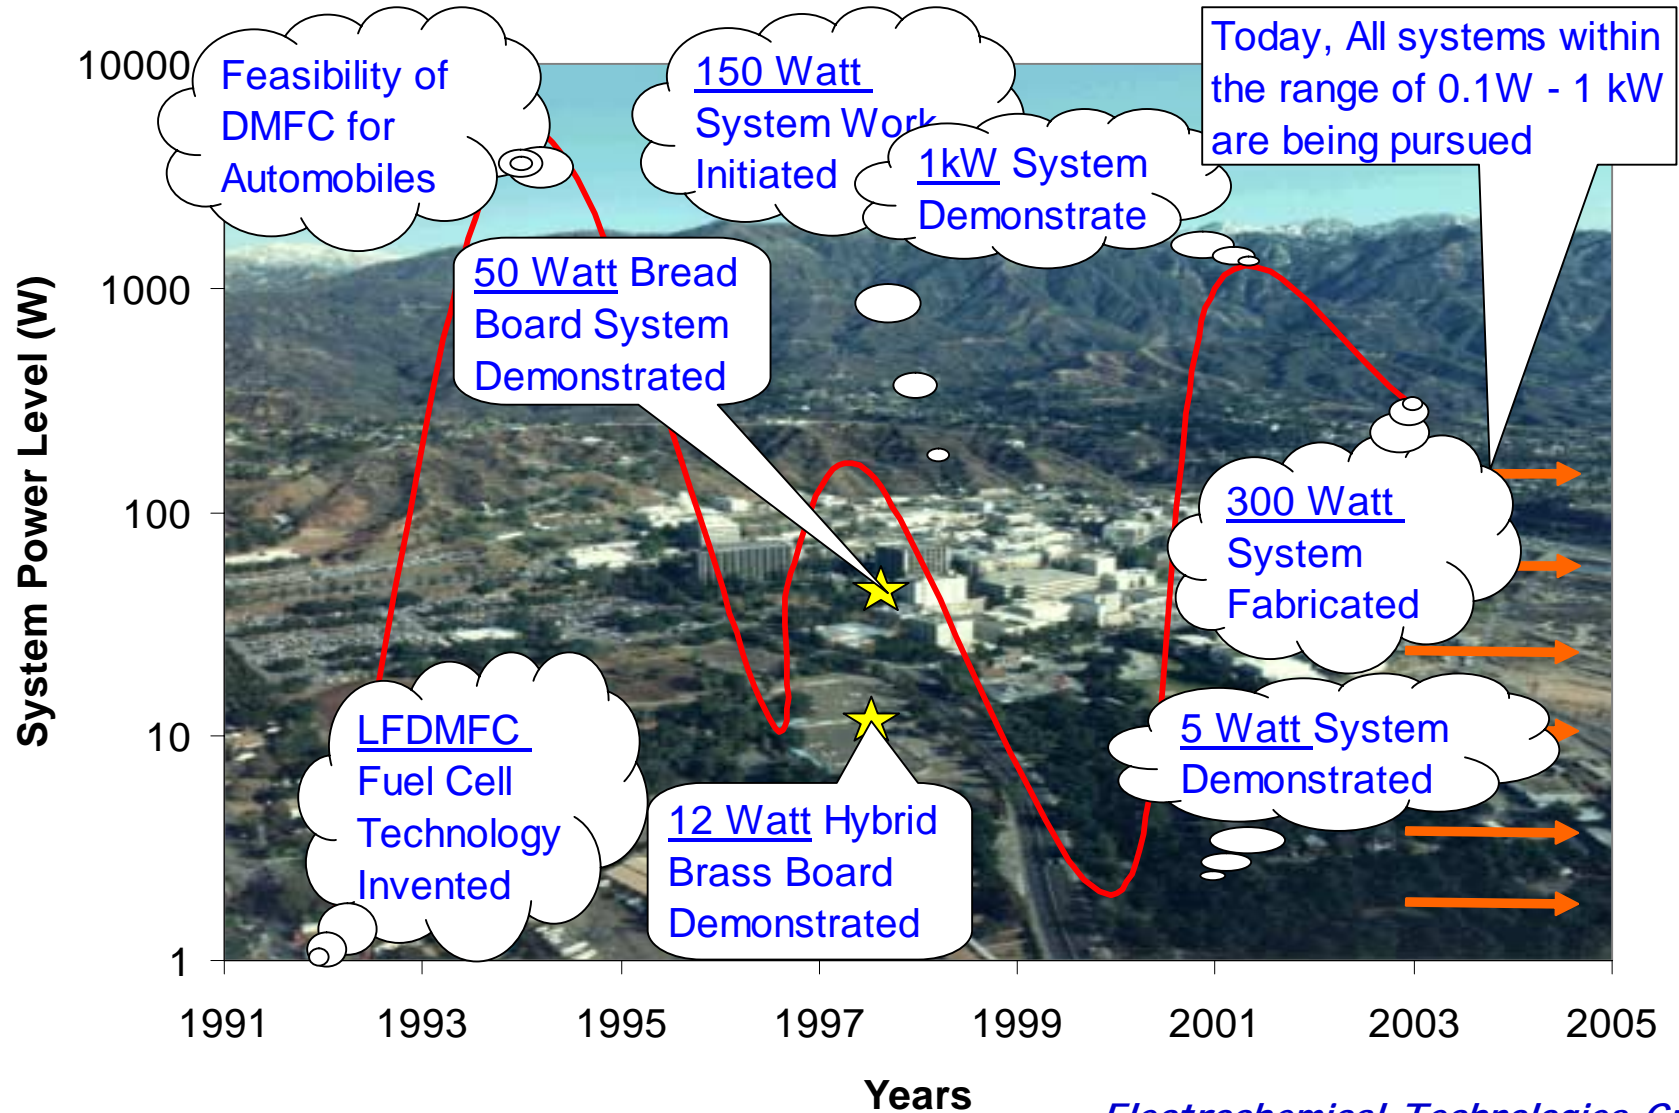 10000
1000
100
10
1
System Power Level (W)
Feasibility of
DMFC for
Automobiles
150 Watt
System Work
Initiated
1kW System
Demonstrate
Today, All systems within
the range of 0.1W - 1 kW
are being pursued
50 Watt Bread
Board System
Demonstrated
300 Watt
System
Fabricated
LFDMFC
Fuel Cell
Technology
Invented
12 Watt Hybrid
Brass Board
Demonstrated
5 Watt System
Demonstrated
1991 1993 1995 1997 1999 2001 2003 2005
Years
Electrochemical Technologies